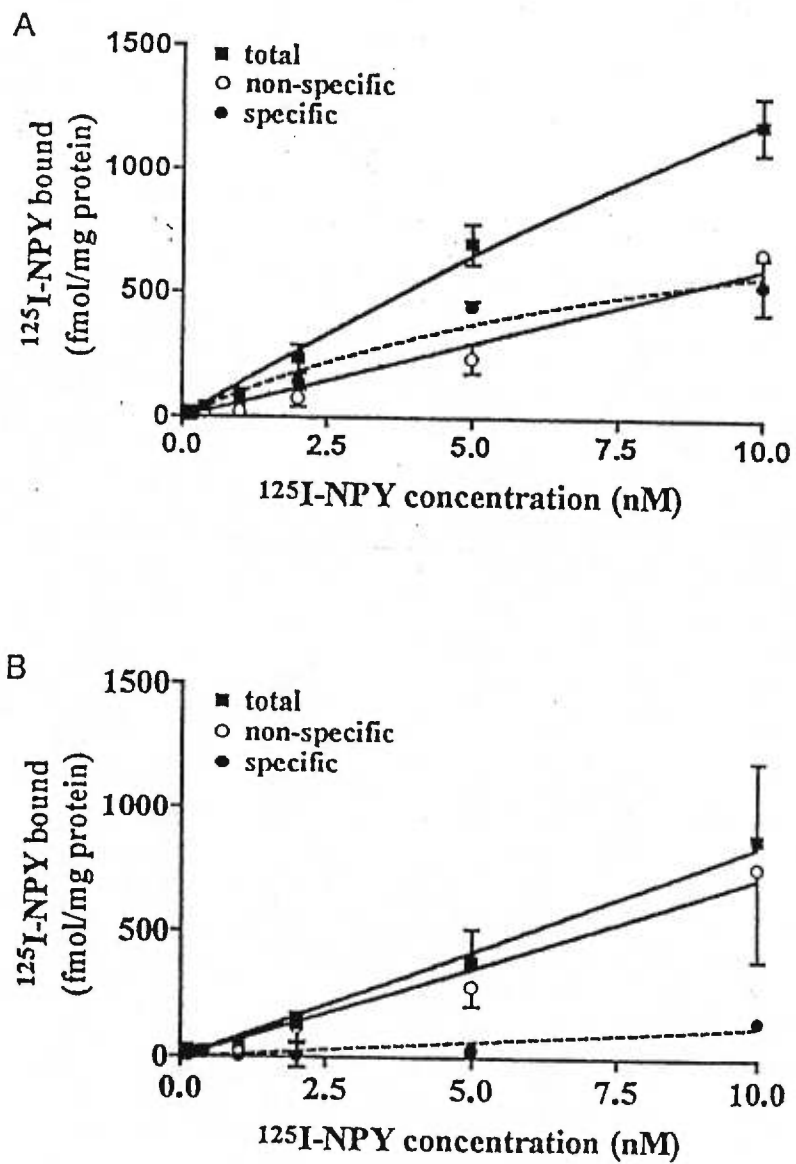 A
1500
1000
500
0
total
non-specific
specific
125I-NPY bound
(fmol/mg protein)
0.0 2.5 5.0 7.5 10.0
125I-NPY concentration (nM)
B
1500
1000
500
0
total
non-specific
specific
125I-NPY bound
(fmol/mg protein)
0.0 2.5 5.0 7.5 10.0
125I-NPY concentration (nM)